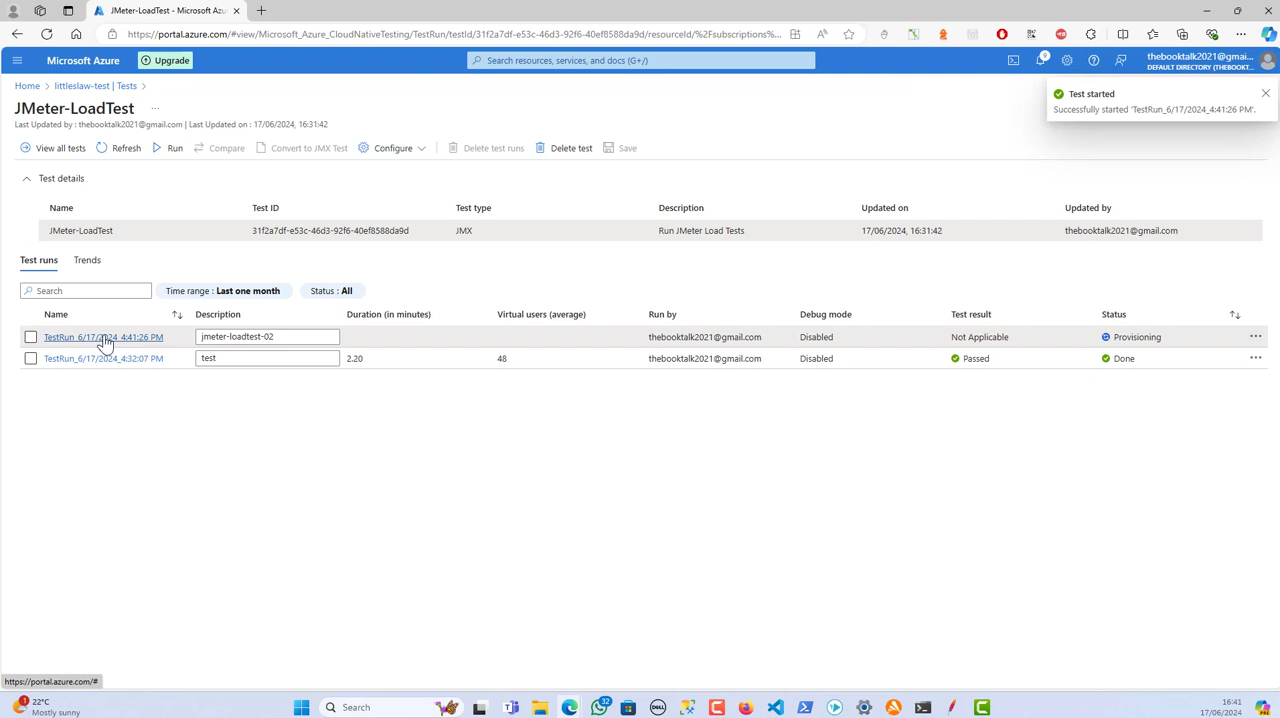 JMeter-LoadTest - Microsoft Azu
https://portal.azure.com/#view/Microsoft_Azure_CloudNativeTesting/TestRun/testId/31f2a7df-e53c-46d3-92f6-40ef8588da9d/resourceId/%2Fsubscriptions%...
Microsoft Azure
Upgrade
Search resources, services, and docs (G+/)
9
thebooktalk2021@gmai...
DEFAULT DIRECTORY (THEBOOKT...
Home
littleslaw-test | Tests
Test started
Successfully started 'TestRun_6/17/2024_4:41:26 PM'.
JMeter-LoadTest ...
Last Updated by : thebooktalk2021@gmail.com | Last Updated on : 17/06/2024, 16:31:42
View all tests
Refresh
Run
Compare
Convert to JMX Test
Configure
Delete test runs
Delete test
Save
Test details
Name Test ID Test type Description Updated on Updated by
JMeter-LoadTest 31f2a7df-e53c-46d3-92f6-40ef8588da9d JMX Run JMeter Load Tests 17/06/2024, 16:31:42 thebooktalk2021@gmail.com
Test runs
Trends
Search
Time range : Last one month
Status : All
Name Description Duration (in minutes) Virtual users (average) Run by Debug mode Test result Status
TestRun_6/17/2024_4:41:26 PM jmeter-loadtest-02 thebooktalk2021@gmail.com Disabled Not Applicable Provisioning
TestRun_6/17/2024_4:32:07 PM test 2.20 48 thebooktalk2021@gmail.com Disabled Passed Done
https://portal.azure.com/#
1
22°C
Mostly sunny
Search
32
DELL
16:41
17/06/2024